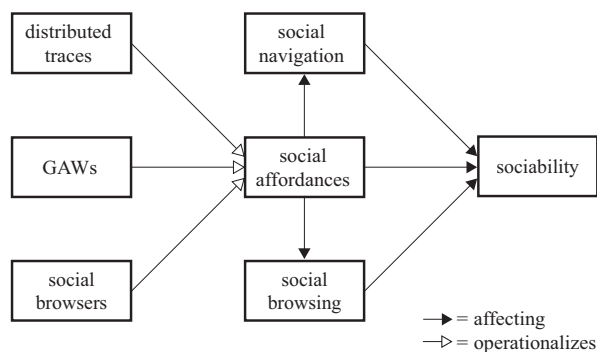 distributed
traces
social
navigation
GAWs
social
affordances
sociability
social
browsers
social
browsing
= affecting
= operationalizes